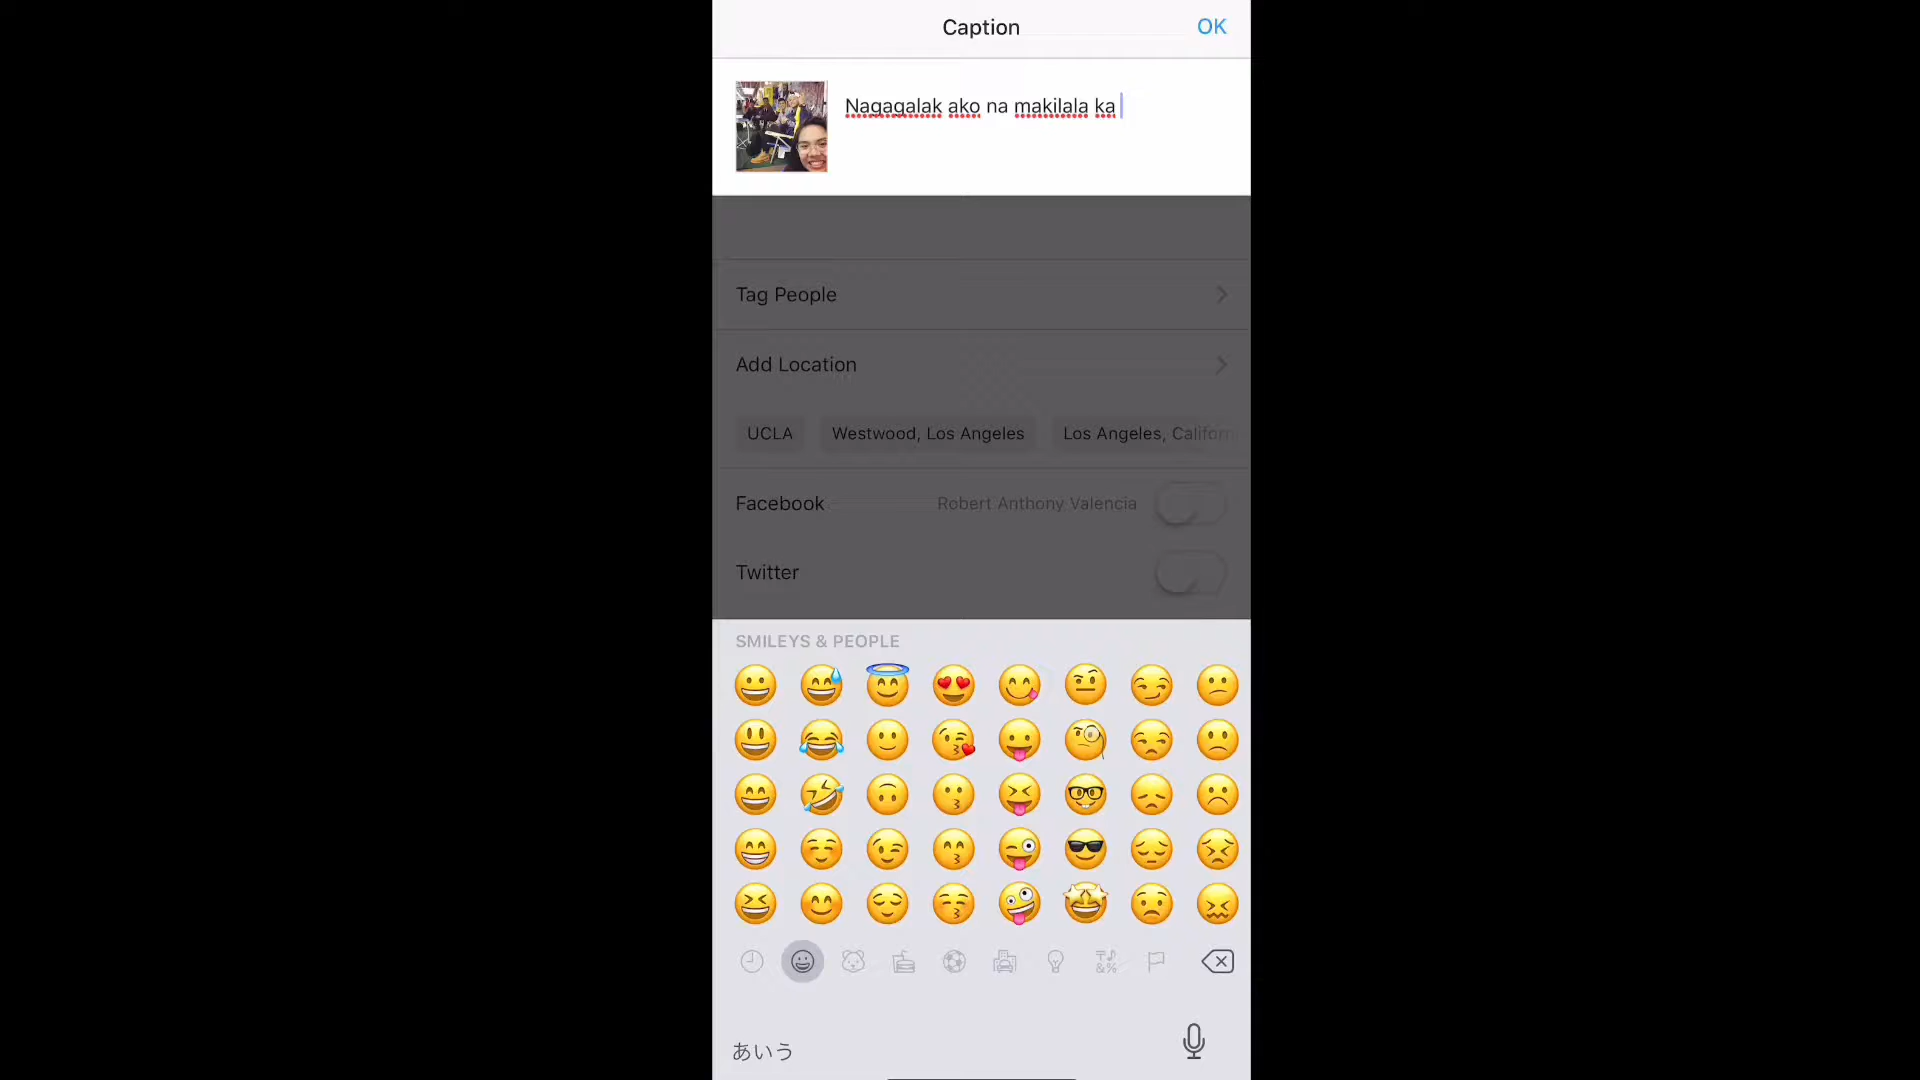 Caption
OK
Nagagalak ako na makilala ka
Tag People
Add Location
UCLA
Westwood, Los Angeles
Los Angeles, Califor
Facebook
Robert Anthony Valencia
Twitter
SMILEYS & PEOPLE
あいう